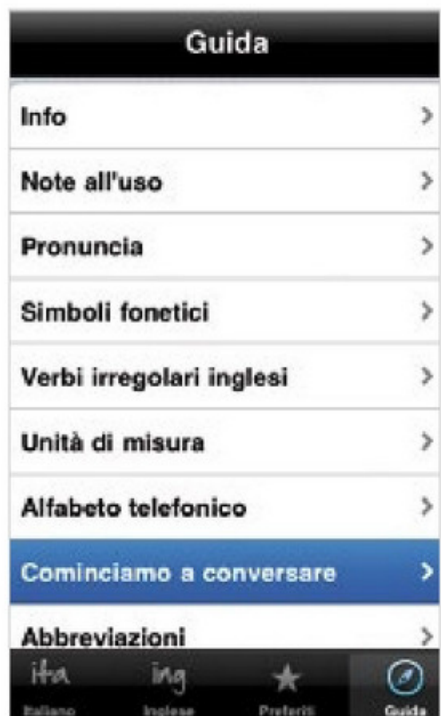 Guida
Info
Note all'uso
Pronuncia
Simboli fonetici
Verbi irregolari inglesi
Unità di misura
Alfabeto telefonico
Cominciamo a conversare
Abbreviazioni
ita ing
Italiano Inglese Preferiti Guida